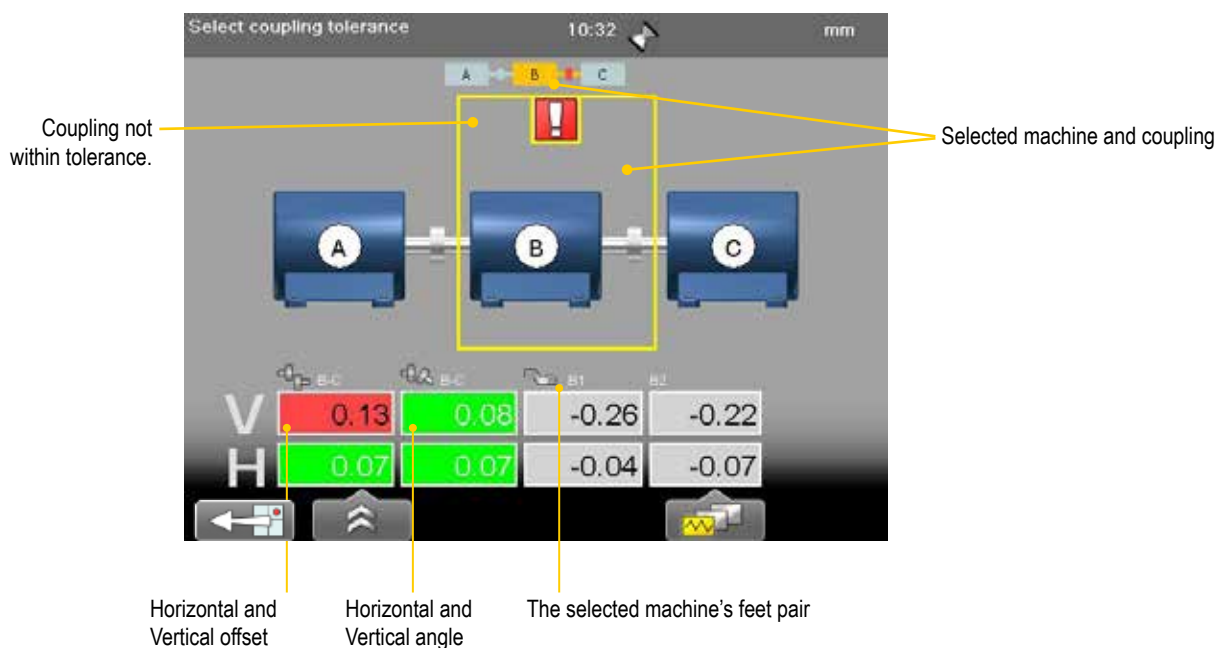 Select coupling tolerance 10:32 mm
A B C
Coupling not
within tolerance.
!
Selected machine and coupling
A B C
B-C B-C B1 B2
V 0.13 0.08 -0.26 -0.22
H 0.07 0.07 -0.04 -0.07
Horizontal and
Vertical offset
Horizontal and
Vertical angle
The selected machine's feet pair